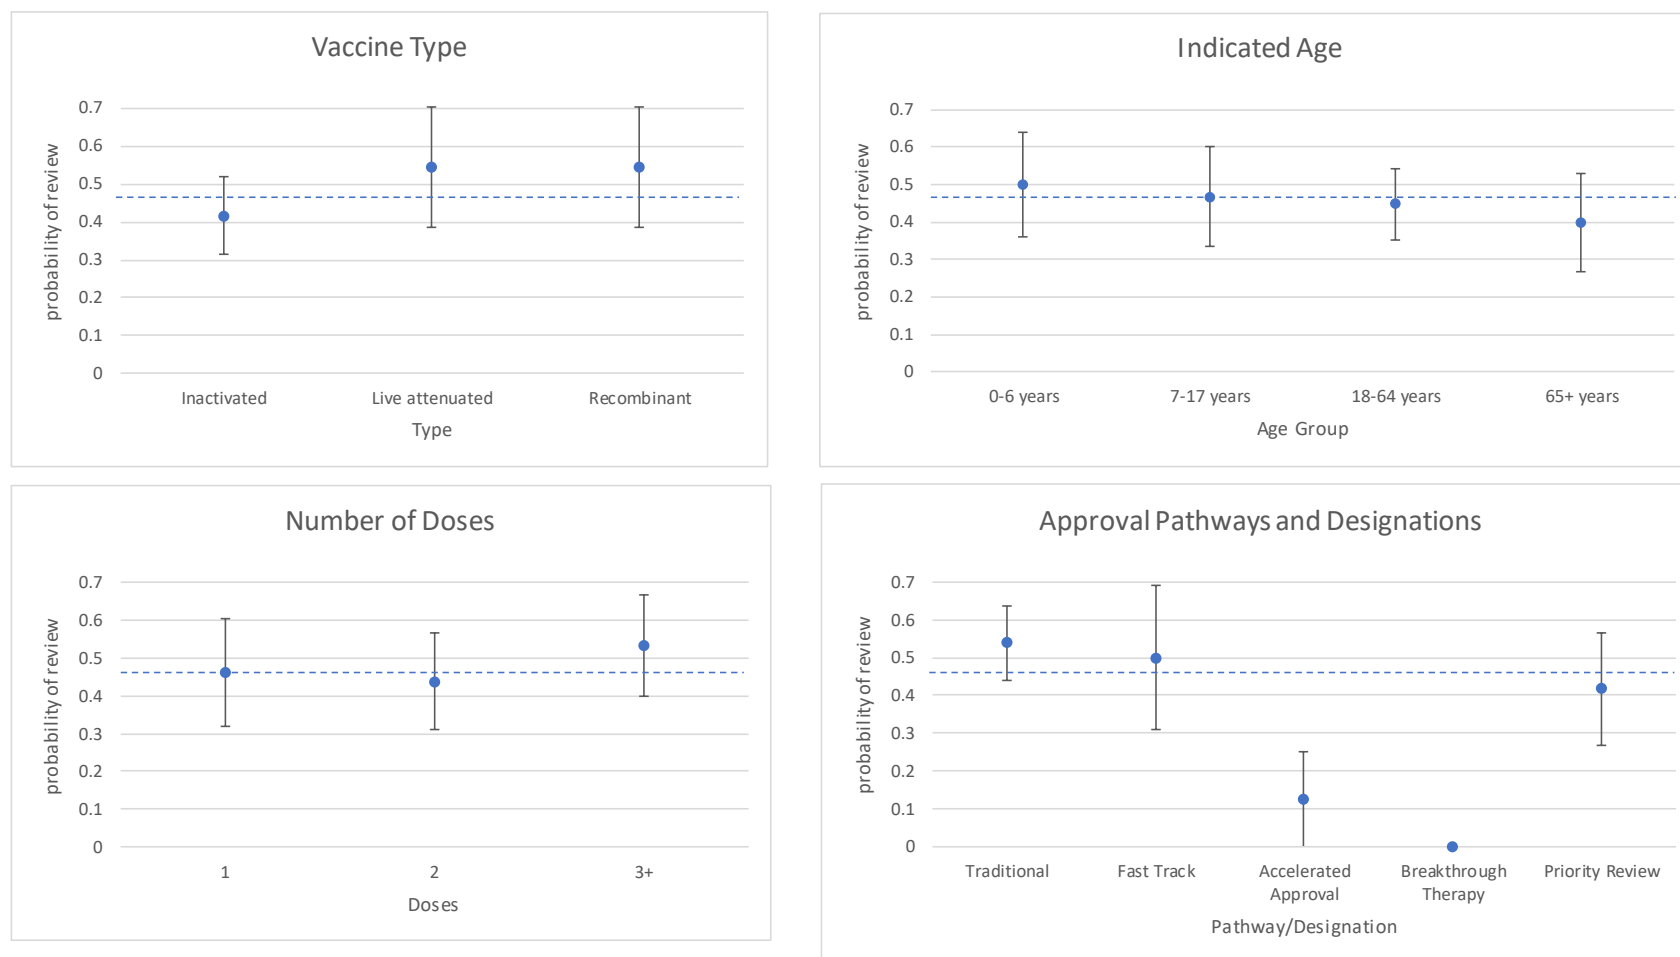 Vaccine Type
probability of review
0.7
0.6
0.5
0.4
0.3
0.2
0.1
0
Inactivated Live attenuated Recombinant
Type
Indicated Age
probability of review
0.7
0.6
0.5
0.4
0.3
0.2
0.1
0
0-6 years 7-17 years 18-64 years 65+ years
Age Group
Number of Doses
probability of review
0.7
0.6
0.5
0.4
0.3
0.2
0.1
0
1 2 3+
Doses
Approval Pathways and Designations
probability of review
0.7
0.6
0.5
0.4
0.3
0.2
0.1
0
Traditional Fast Track Accelerated Breakthrough Priority Review
Approval Therapy
Pathway/Designation